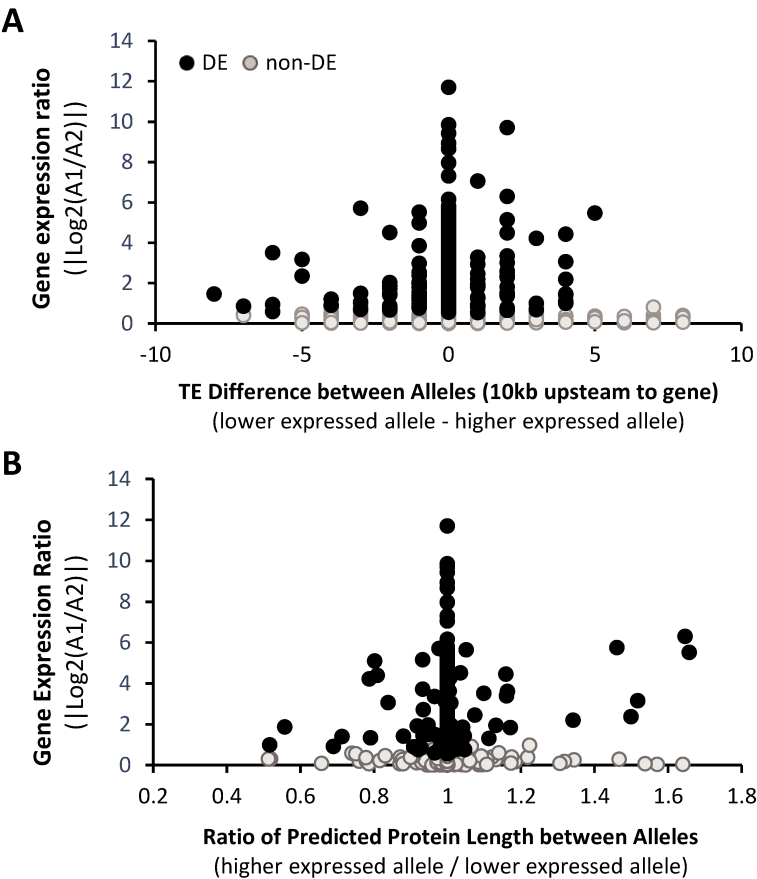 A
14
12
10
8
6
4
2
0
DE non-DE
Gene expression ratio
(|Log2(A1/A2)|)
-10 -5 0 5 10
TE Difference between Alleles (10kb upsteam to gene)
(lower expressed allele - higher expressed allele)
B
14
12
10
8
6
4
2
0
Gene Expression Ratio
(|Log2(A1/A2)|)
0.2 0.4 0.6 0.8 1 1.2 1.4 1.6 1.8
Ratio of Predicted Protein Length between Alleles
(higher expressed allele / lower expressed allele)